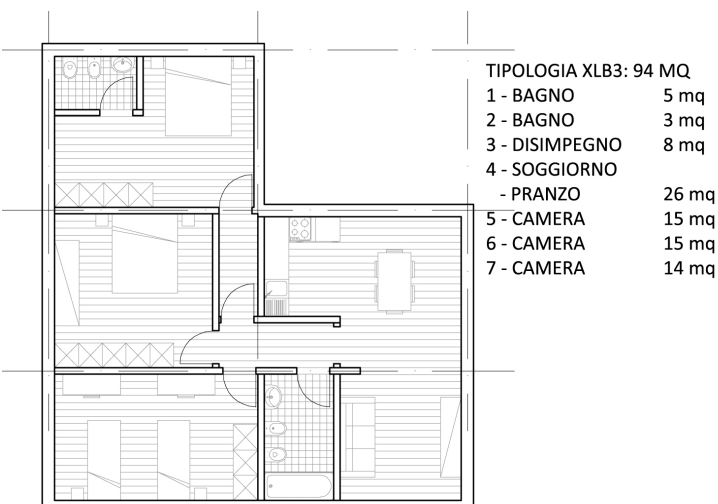 TIPOLOGIA XLB3: 94 MQ
1 - BAGNO 5 mq
2 - BAGNO 3 mq
3 - DISIMPEGNO 8 mq
4 - SOGGIORNO
- PRANZO 26 mq
5 - CAMERA 15 mq
6 - CAMERA 15 mq
7 - CAMERA 14 mq